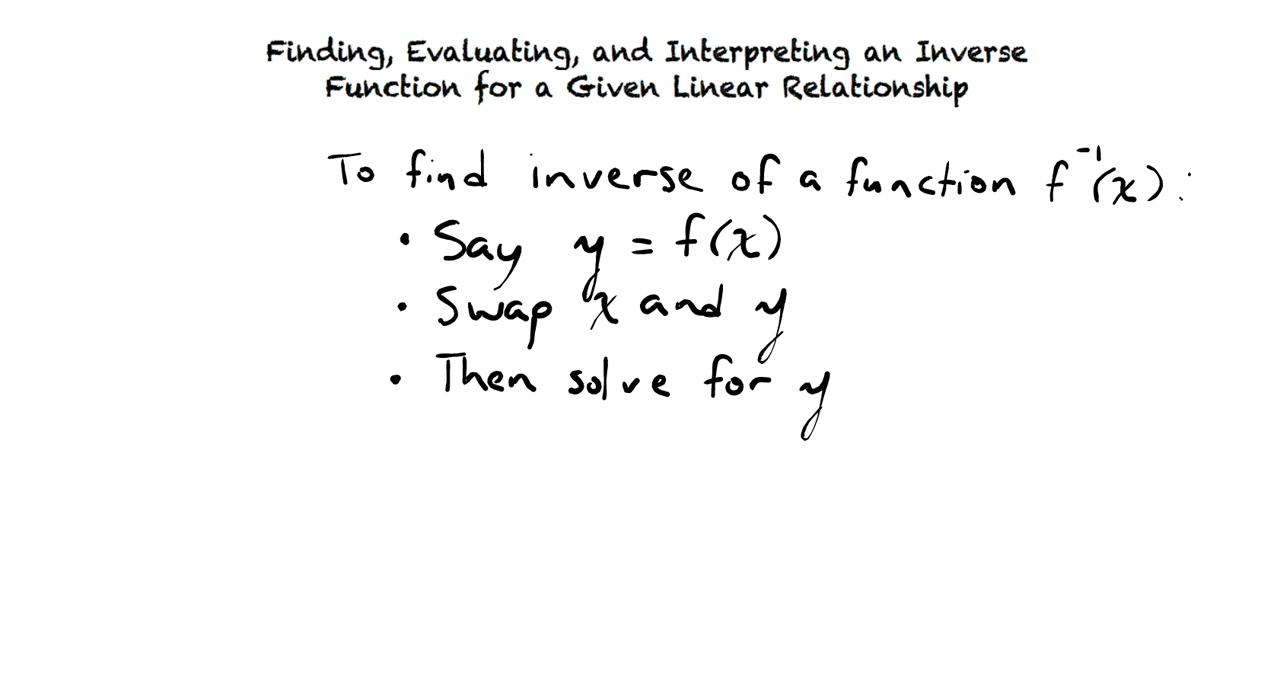 Finding, Evaluating, and Interpreting an Inverse
Function for a Given Linear Relationship
To find inverse of a function f⁻¹(x):
• Say y = f(x)
• Swap x and y
• Then solve for y